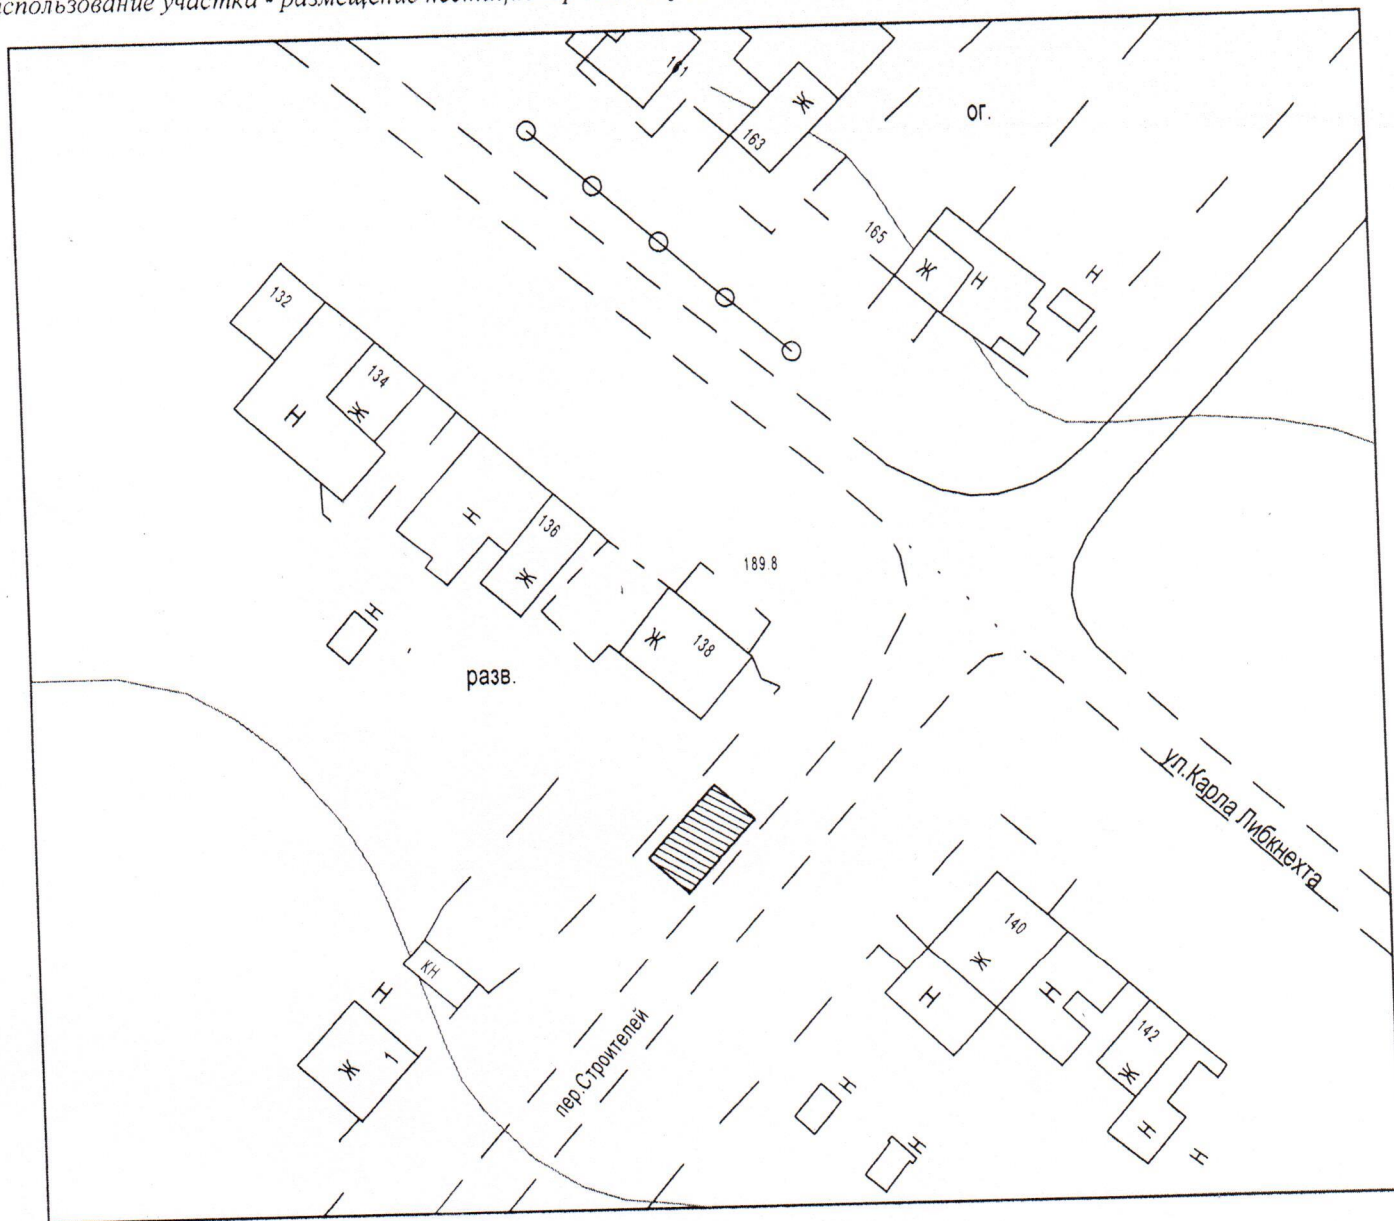 использование участка - размещение
161
Ж
163
ог.
165
Ж
Н
Н
132
134
Ж
Н
Н
136
Ж
189.8
Ж
138
Н
разв.
ул.Карла Либкнехта
КН
Н
Ж
1
пер.Строителей
140
Ж
Н
Н
142
Ж
Н
Н
Н
Н